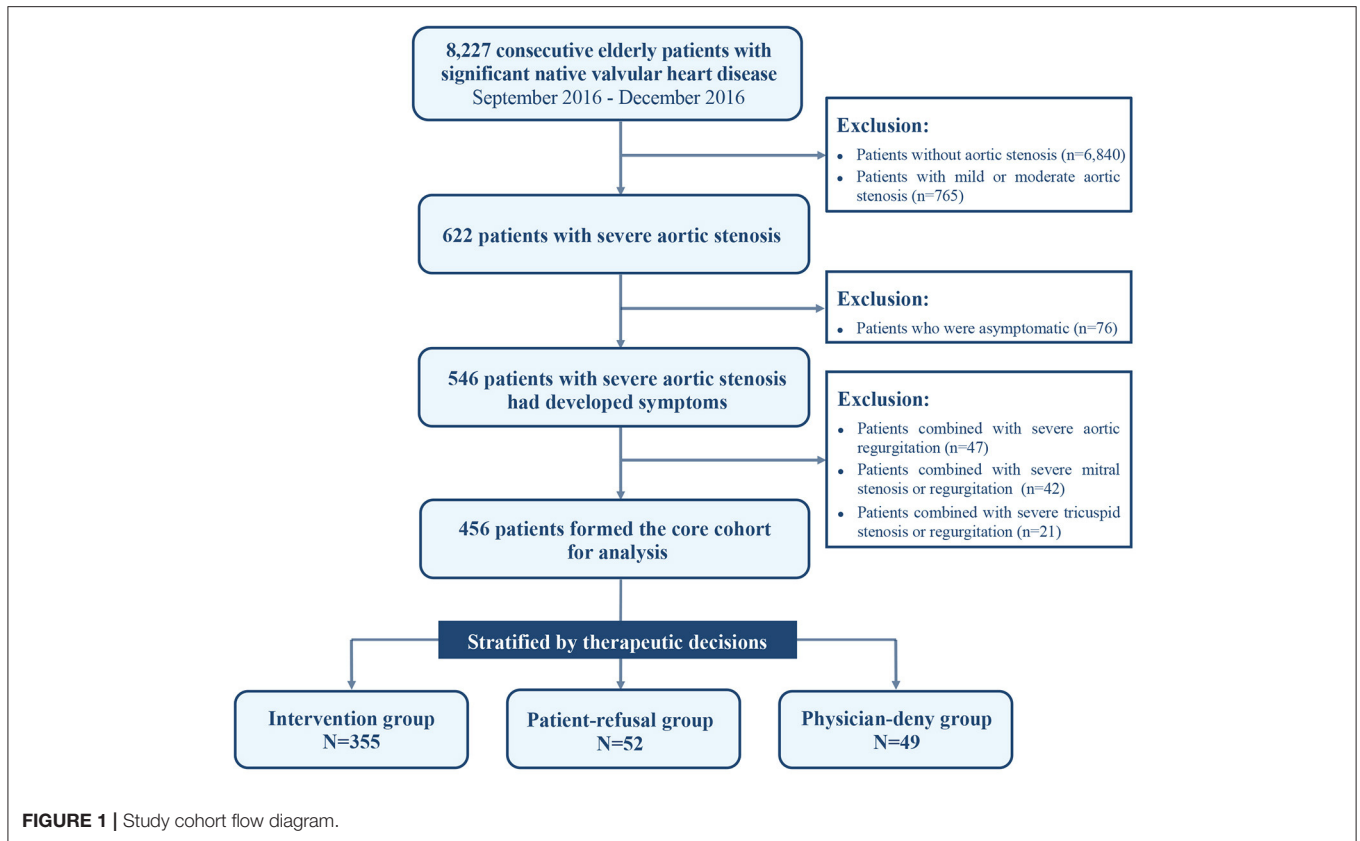 8,227 consecutive elderly patients with
significant native valvular heart disease
September 2016 - December 2016
Exclusion:
• Patients without aortic stenosis (n=6,840)
• Patients with mild or moderate aortic
stenosis (n=765)
622 patients with severe aortic stenosis
Exclusion:
• Patients who were asymptomatic (n=76)
546 patients with severe aortic stenosis
had developed symptoms
Exclusion:
• Patients combined with severe aortic
regurgitation (n=47)
• Patients combined with severe mitral
stenosis or regurgitation (n=42)
• Patients combined with severe tricuspid
stenosis or regurgitation (n=21)
456 patients formed the core cohort
for analysis
Stratified by therapeutic decisions
Intervention group
N=355
Patient-refusal group
N=52
Physician-deny group
N=49
FIGURE 1 | Study cohort flow diagram.